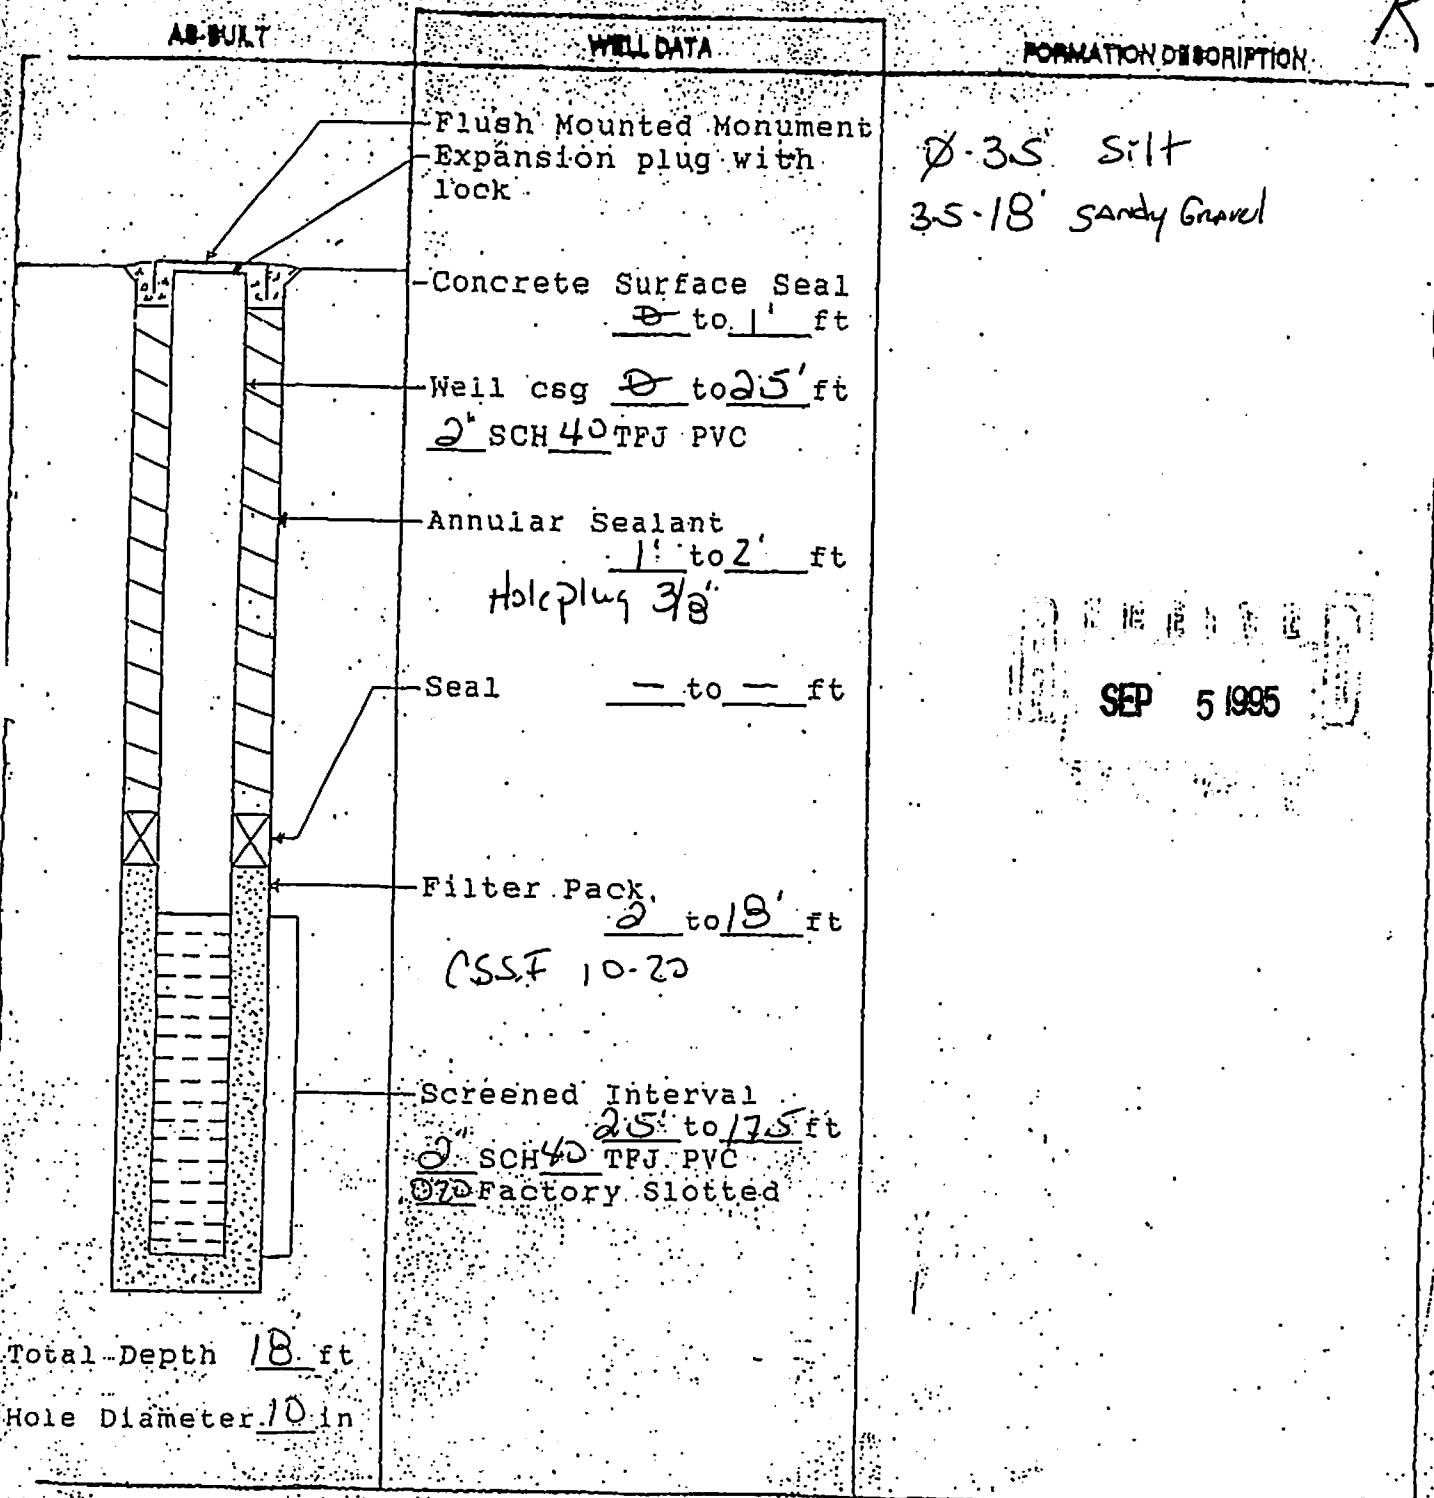 AS-BUILT
WELL DATA
FORMATION DESCRIPTION
Flush Mounted Monument
Expansion plug with
lock
Ø-3.5' Silt
3.5-18' Sandy Gravel
Concrete Surface Seal
0 to 1' ft
Well csg 0 to 2.5' ft
2" SCH 40 TFJ PVC
Annular Sealant
1' to 2' ft
Holeplug 3/8"
Seal — to — ft
SEP 5 1995
Filter Pack
2' to 18' ft
CSSF 10-20
Screened Interval
2.5' to 17.5 ft
2" SCH 40 TFJ PVC
020 Factory Slotted
Total Depth 18 ft
Hole Diameter 10 in